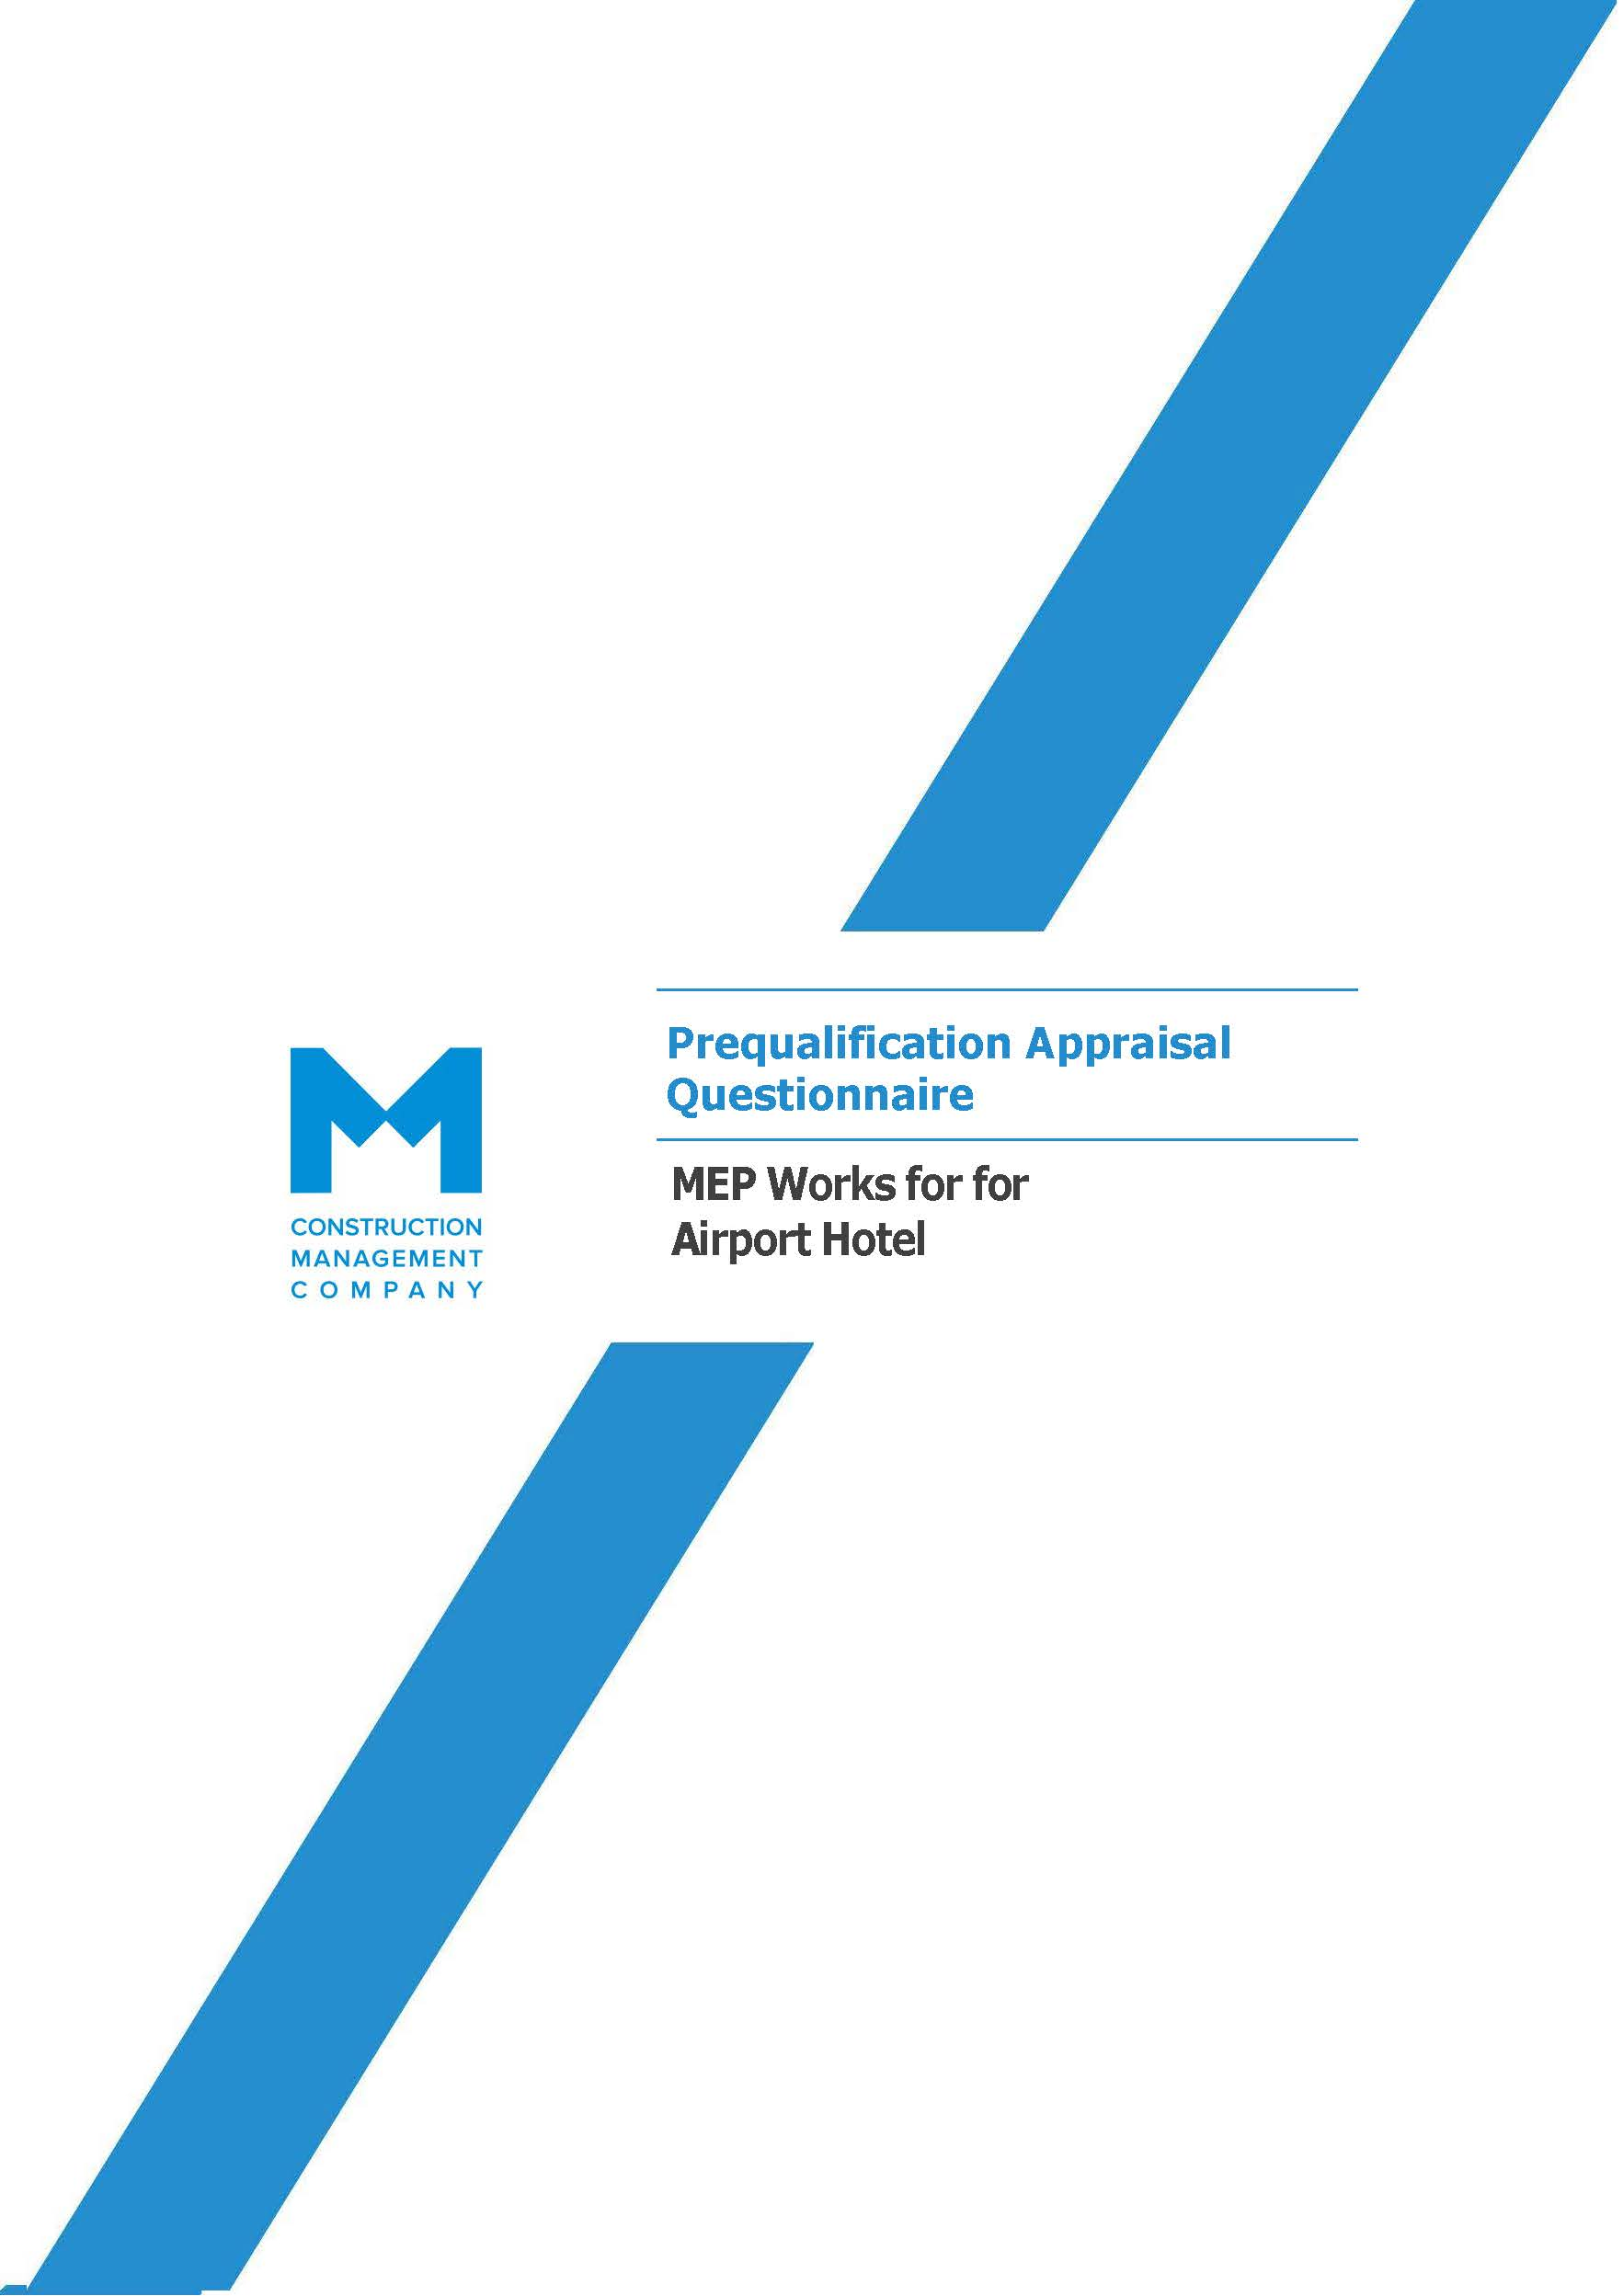 Prequalification Appraisal
Questionnaire
CONSTRUCTION
MANAGEMENT
COMPANY
MEP Works for for
Airport Hotel